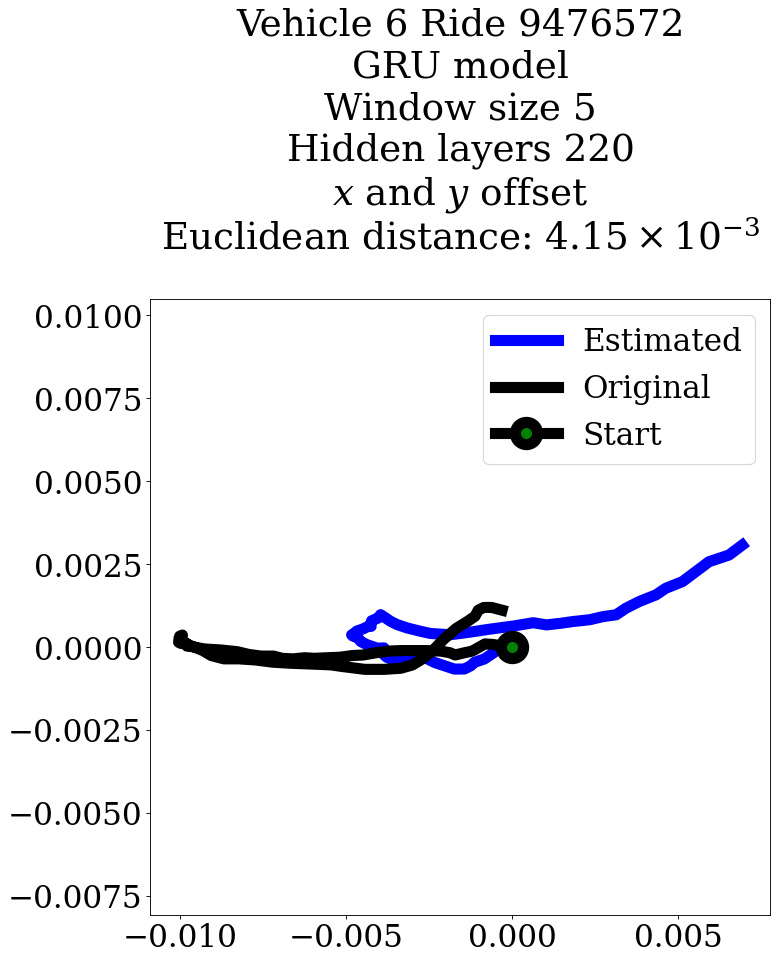 Vehicle 6 Ride 9476572
GRU model
Window size 5
Hidden layers 220
x and y offset
Euclidean distance: 4.15 × 10⁻³
Estimated
Original
Start
0.0100
0.0075
0.0050
0.0025
0.0000
−0.0025
−0.0050
−0.0075
−0.010 −0.005 0.000 0.005